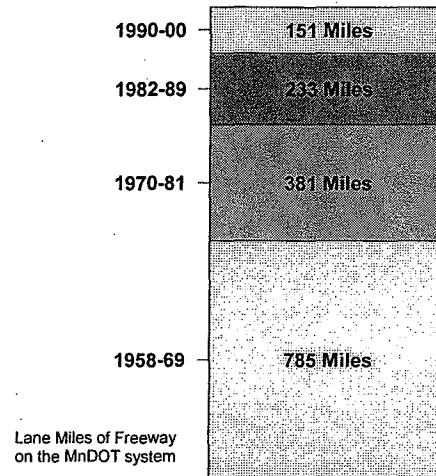 1990-00 151 Miles
1982-89 233 Miles
1970-81 381 Miles
1958-69 785 Miles
Lane Miles of Freeway
on the MnDOT system